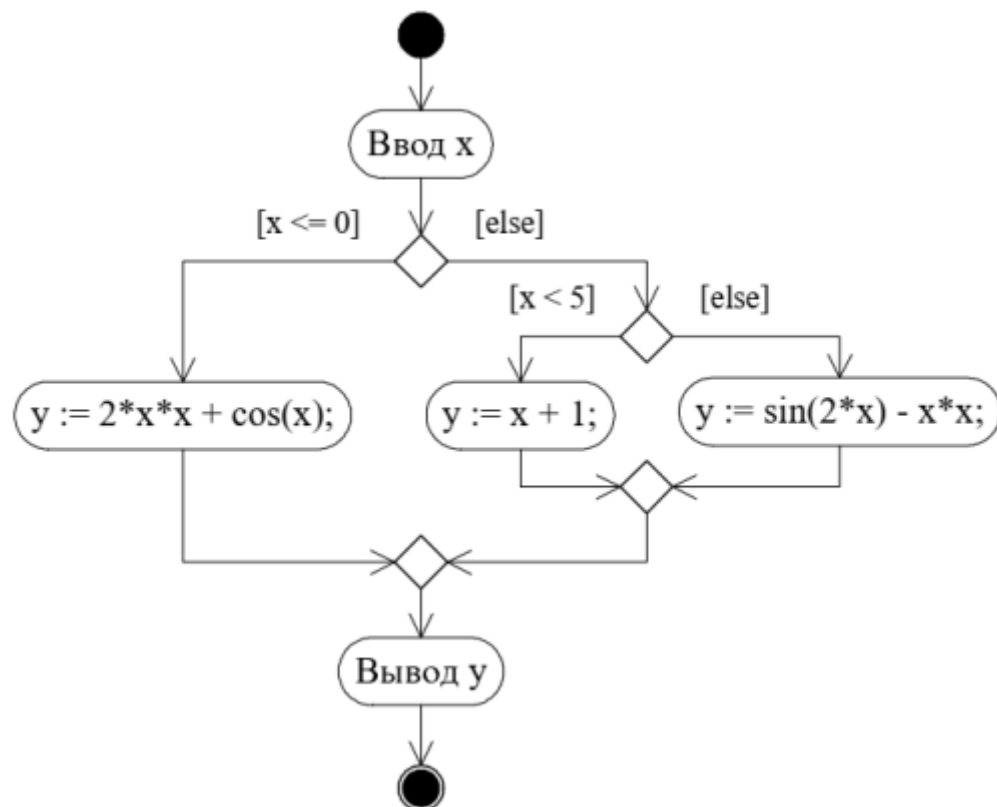 Ввод x
[x <= 0]
[else]
[x < 5]
[else]
y := 2*x*x + cos(x);
y := x + 1;
y := sin(2*x) - x*x;
Вывод y